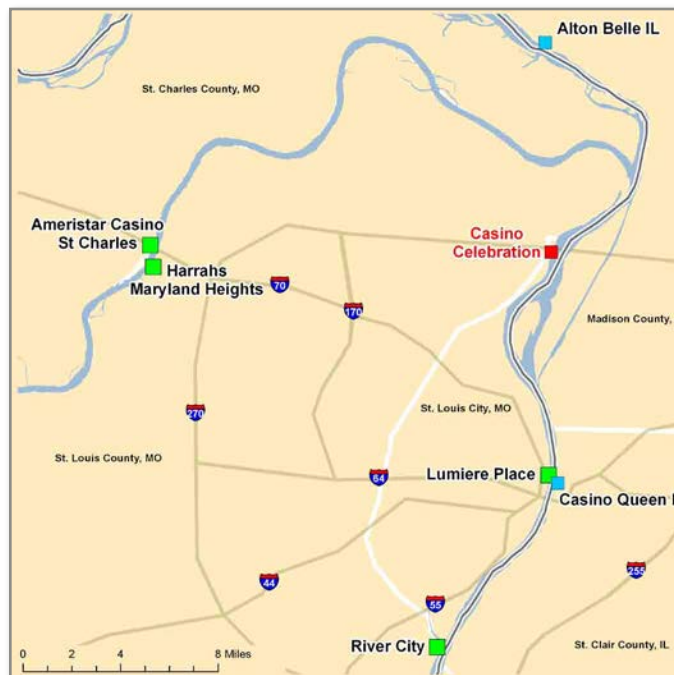 Alton Belle IL
St. Charles County, MO
Ameristar Casino
St Charles
Casino
Celebration
Harrahs
Maryland Heights
70
170
Madison County,
270
St. Louis City, MO
St. Louis County, MO
64
Lumiere Place
Casino Queen I
255
44
55
River City
St. Clair County, IL
0 2 4 8 Miles